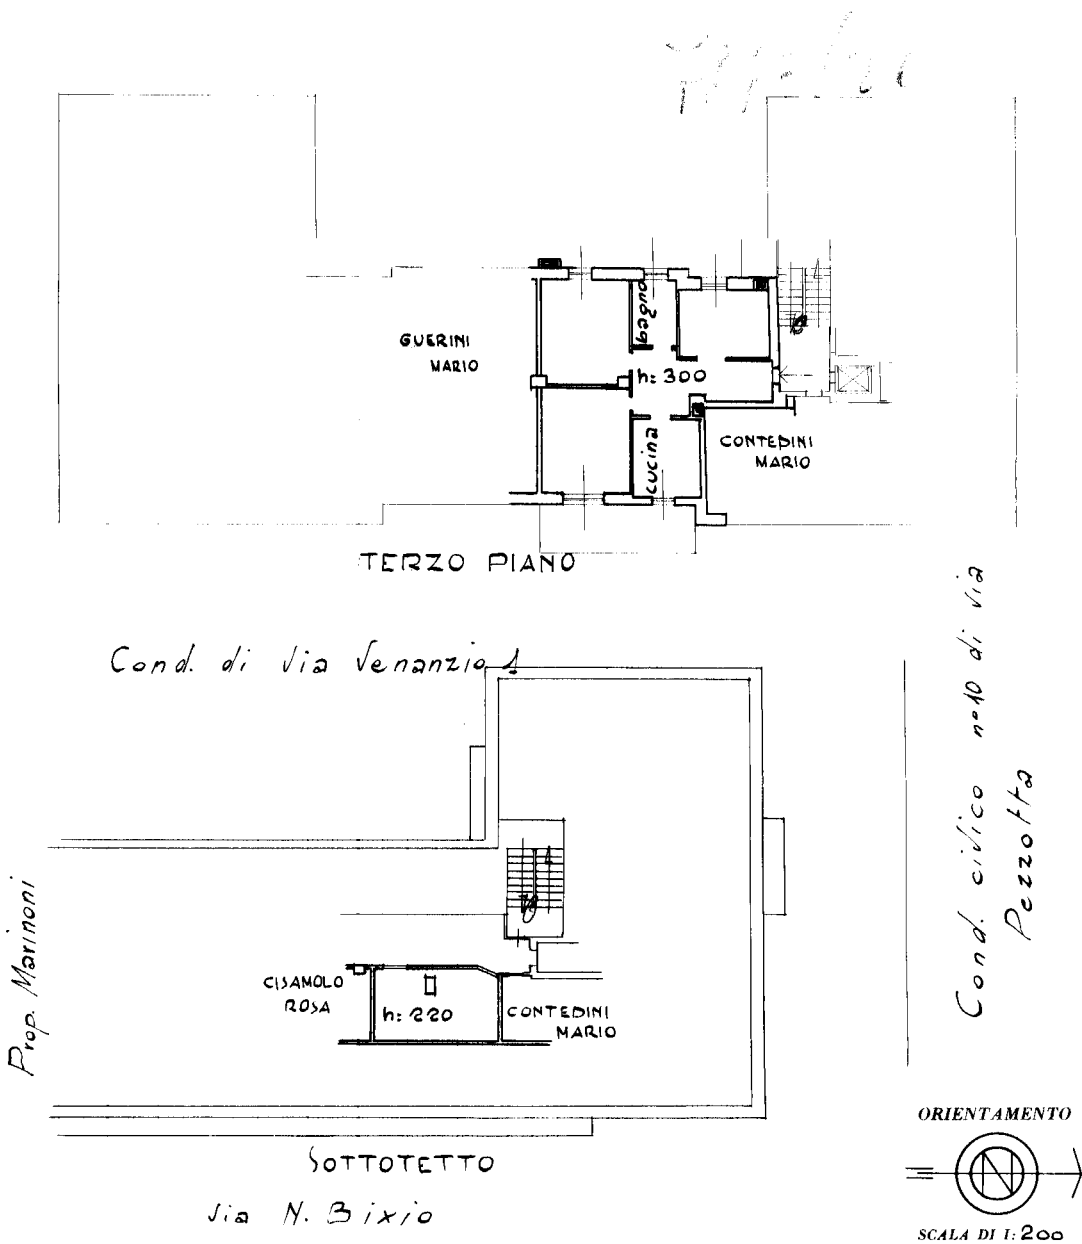 GUERINI
MARIO
bagno
h: 300
cucina
CONTEDINI
MARIO
TERZO PIANO
Cond. di Via Venanzio 1
Cond. civico n°10 di via
Pezzotta
Prop. Marinoni
CISAMOLO
ROSA
h: 220
CONTEDINI
MARIO
SOTTOTETTO
Via N. Bixio
ORIENTAMENTO
N
SCALA DI 1:200